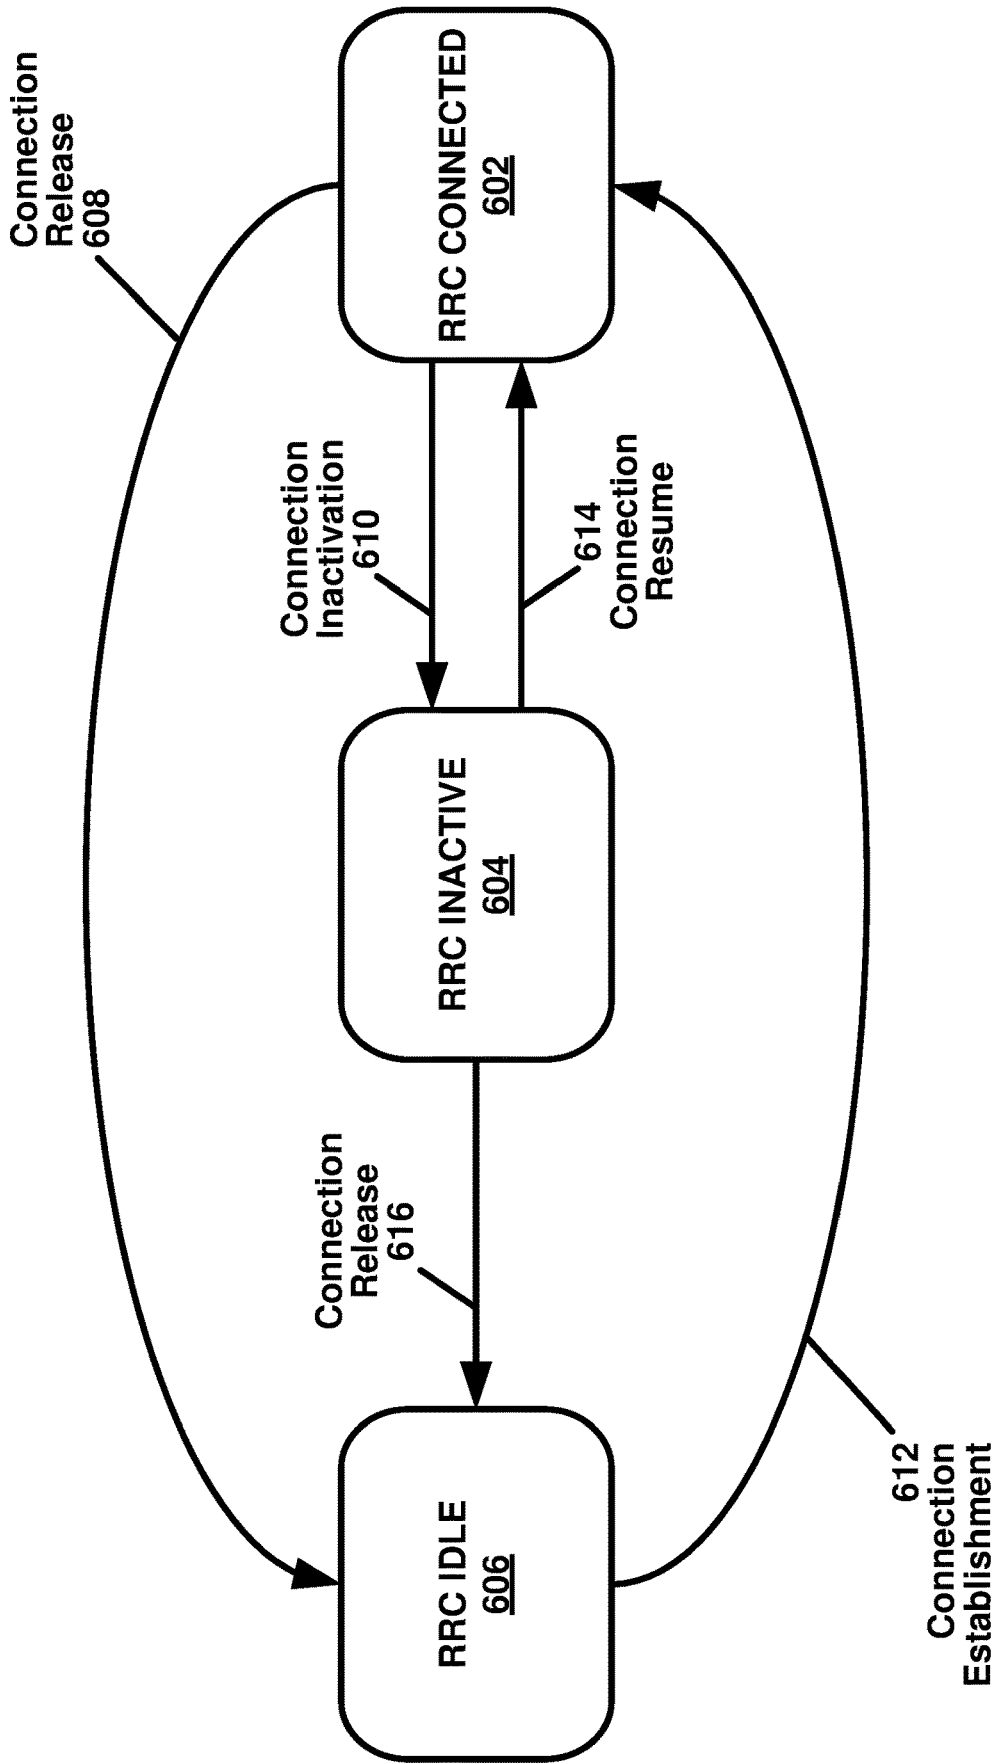 Connection
Release
608
Connection
Inactivation
610
Connection
Release
616
RRC IDLE
606
RRC INACTIVE
604
RRC CONNECTED
602
614
Connection
Resume
612
Connection
Establishment